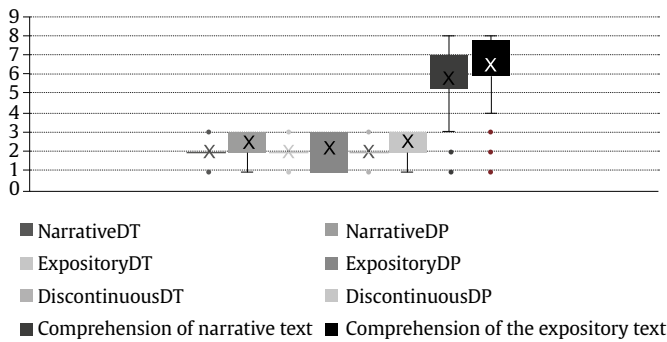 9
8
7
6
5
4
3
2
1
0
X X X X X X X X
NarrativeDT NarrativeDP
ExpositoryDT ExpositoryDP
DiscontinuousDT DiscontinuousDP
Comprehension of narrative text Comprehension of the expository text